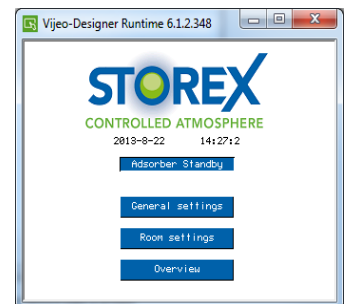 Vijeo-Designer Runtime 6.1.2.348
STOREX
CONTROLLED ATMOSPHERE
2013-8-22 14:27:2
Adsorber Standby
General settings
Room settings
Overview